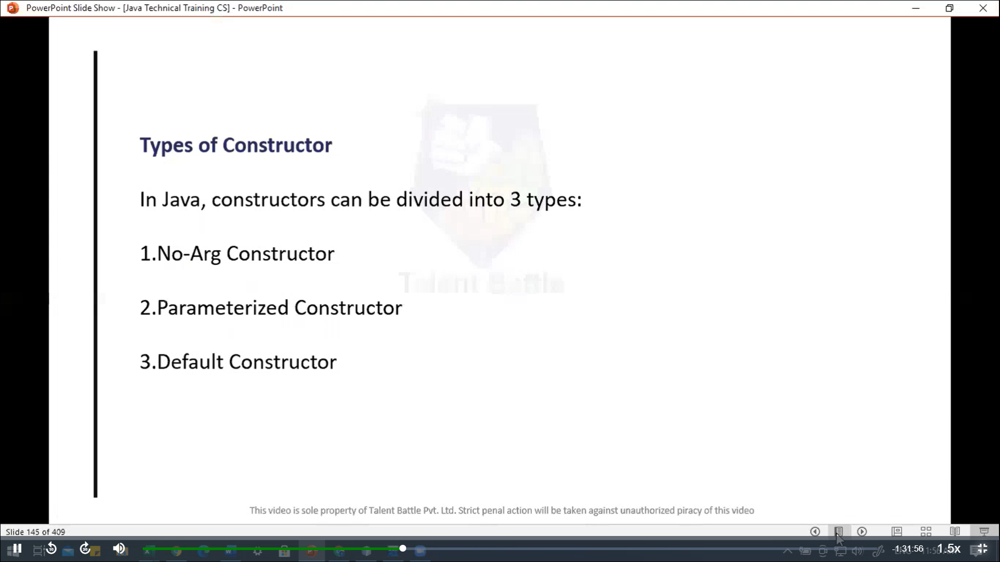 PowerPoint Slide Show - [Java Technical Training CS] - PowerPoint
Types of Constructor
In Java, constructors can be divided into 3 types:
1.No-Arg Constructor
Talent Battle
2.Parameterized Constructor
3.Default Constructor
This video is sole property of Talent Battle Pvt. Ltd. Strict penal action will be taken against unauthorized piracy of this video
Slide 145 of 409
10
30
-1:31:56
1.5x